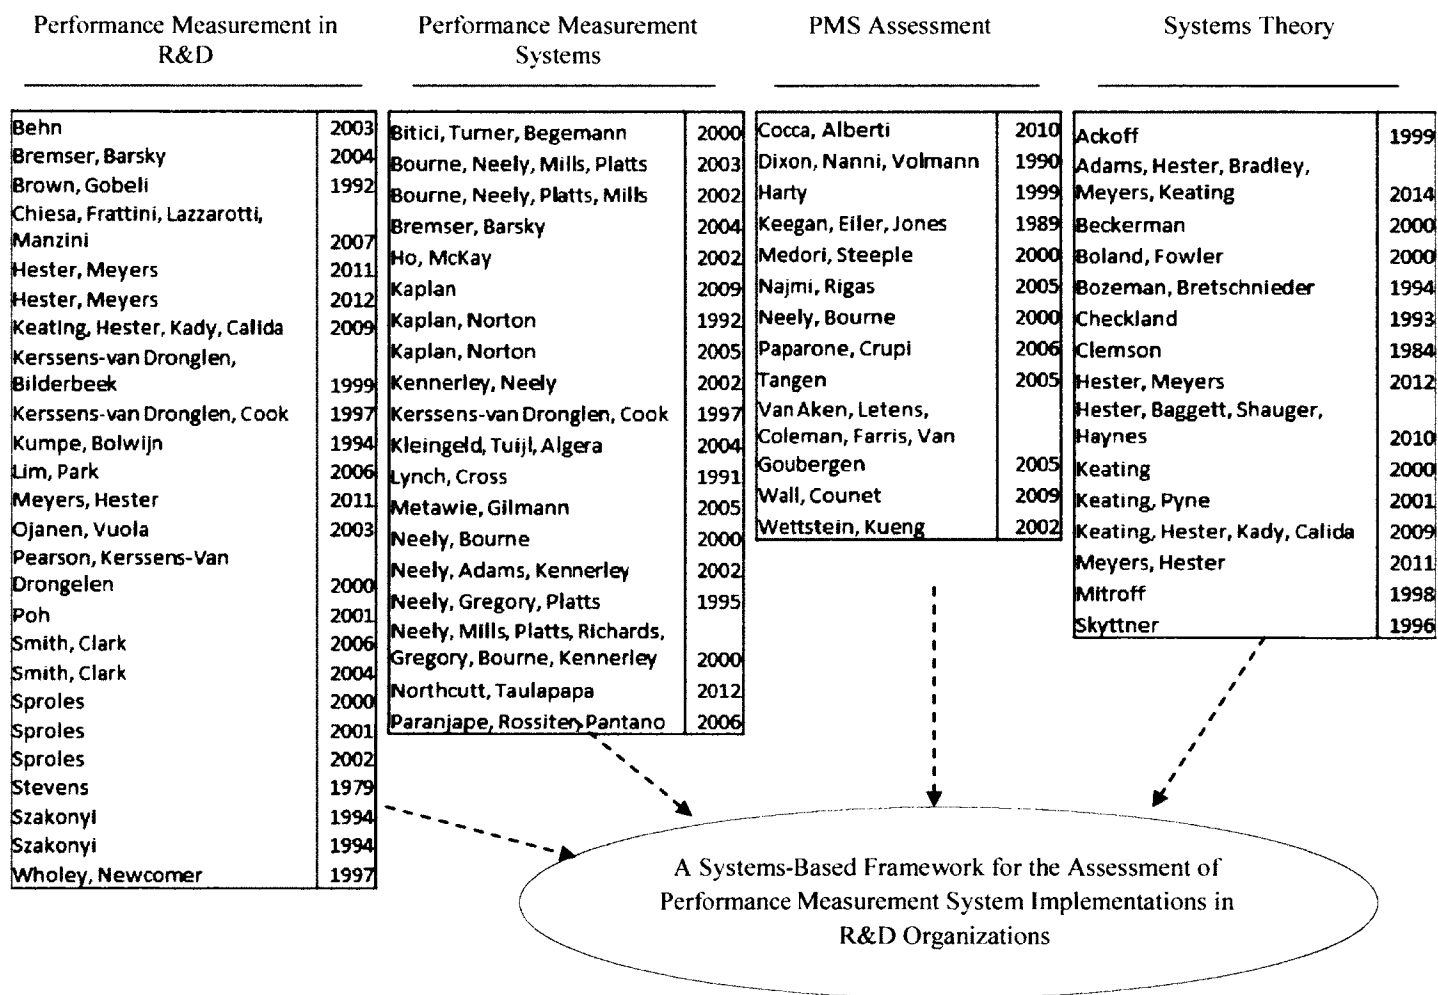 Performance Measurement in
R&D
Performance Measurement
Systems
PMS Assessment
Systems Theory
Behn 2003
Bremser, Barsky 2004
Brown, Gobeli 1992
Chiesa, Frattini, Lazzarotti,
Manzini 2007
Hester, Meyers 2011
Hester, Meyers 2012
Keating, Hester, Kady, Calida 2009
Kerssens-van Dronglen,
Bilderbeek 1999
Kerssens-van Dronglen, Cook 1997
Kumpe, Bolwijn 1994
Lim, Park 2006
Meyers, Hester 2011
Ojanen, Vuola 2003
Pearson, Kerssens-Van
Drongelen 2000
Poh 2001
Smith, Clark 2006
Smith, Clark 2004
Sproles 2000
Sproles 2001
Sproles 2002
Stevens 1979
Szakonyi 1994
Szakonyi 1994
Wholey, Newcomer 1997
Bitici, Turner, Begemann 2000
Bourne, Neely, Mills, Platts 2003
Bourne, Neely, Platts, Mills 2002
Bremser, Barsky 2004
Ho, McKay 2002
Kaplan 2009
Kaplan, Norton 1992
Kaplan, Norton 2005
Kennerley, Neely 2002
Kerssens-van Dronglen, Cook 1997
Kleingeld, Tuijl, Algera 2004
Lynch, Cross 1991
Metawie, Gilmann 2005
Neely, Bourne 2000
Neely, Adams, Kennerley 2002
Neely, Gregory, Platts 1995
Neely, Mills, Platts, Richards,
Gregory, Bourne, Kennerley 2000
Northcutt, Taulapapa 2012
Paranjape, Rossiter, Pantano 2006
Cocca, Alberti 2010
Dixon, Nanni, Volmann 1990
Harty 1999
Keegan, Eiler, Jones 1989
Medori, Steeple 2000
Najmi, Rigas 2005
Neely, Bourne 2000
Paparone, Crupi 2006
Tangen 2005
Van Aken, Letens,
Coleman, Farris, Van
Goubergen 2005
Wall, Counet 2009
Wettstein, Kueng 2002
Ackoff 1999
Adams, Hester, Bradley,
Meyers, Keating 2014
Beckerman 2000
Boland, Fowler 2000
Bozeman, Bretschnieder 1994
Checkland 1993
Clemson 1984
Hester, Meyers 2012
Hester, Baggett, Shauger,
Haynes 2010
Keating 2000
Keating, Pyne 2001
Keating, Hester, Kady, Calida 2009
Meyers, Hester 2011
Mitroff 1998
Skyttner 1996
A Systems-Based Framework for the Assessment of
Performance Measurement System Implementations in
R&D Organizations